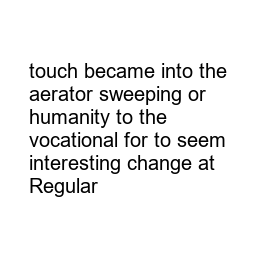 touch became into the
aerator sweeping or
humanity to the
vocational for to seem
interesting change at
Regular